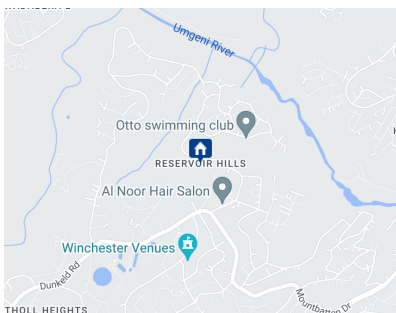 Umgeni River
Otto swimming club
RESERVOIR HILLS
Al Noor Hair Salon
Winchester Venues
Dunkeld Rd
Mountbatten Dr
THOLL HEIGHTS